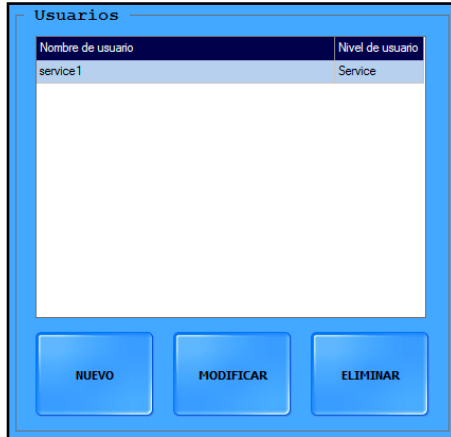 Usuarios
Nombre de usuario Nivel de usuario
service1 Service
NUEVO MODIFICAR ELIMINAR